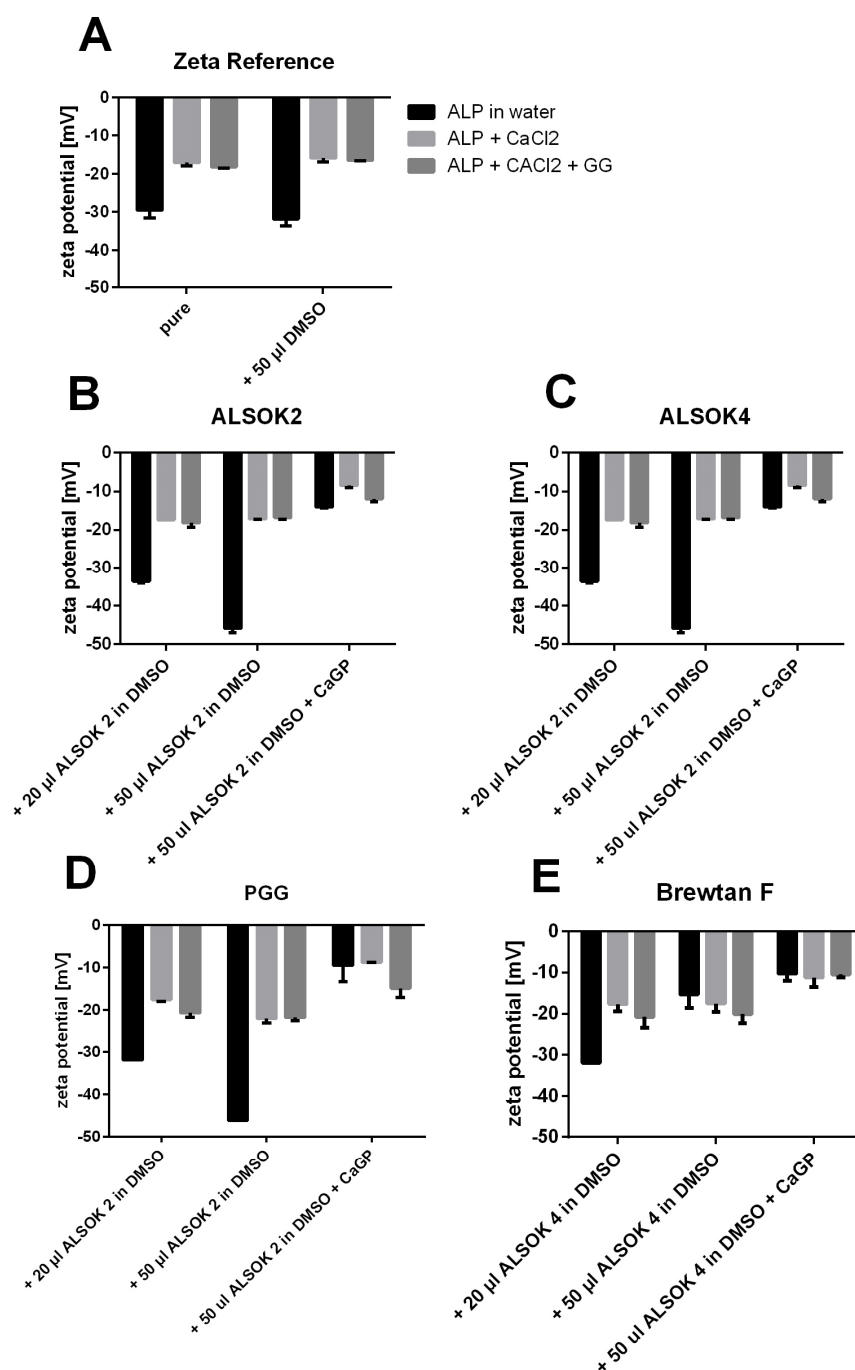 A
Zeta Reference
zeta potential [mV]
0
-10
-20
-30
-40
-50
pure
+ 50 µl DMSO
ALP in water
ALP + CaCl2
ALP + CACl2 + GG
B
ALSOK2
zeta potential [mV]
0
-10
-20
-30
-40
-50
+ 20 µl ALSOK 2 in DMSO
+ 50 µl ALSOK 2 in DMSO
+ 50 ul ALSOK 2 in DMSO + CaGP
C
ALSOK4
zeta potential [mV]
0
-10
-20
-30
-40
-50
+ 20 µl ALSOK 2 in DMSO
+ 50 µl ALSOK 2 in DMSO
+ 50 ul ALSOK 2 in DMSO + CaGP
D
PGG
zeta potential [mV]
0
-10
-20
-30
-40
-50
+ 20 µl ALSOK 2 in DMSO
+ 50 µl ALSOK 2 in DMSO
+ 50 ul ALSOK 2 in DMSO + CaGP
E
Brewtan F
zeta potential [mV]
0
-10
-20
-30
-40
-50
+ 20 µl ALSOK 4 in DMSO
+ 50 µl ALSOK 4 in DMSO
+ 50 ul ALSOK 4 in DMSO + CaGP